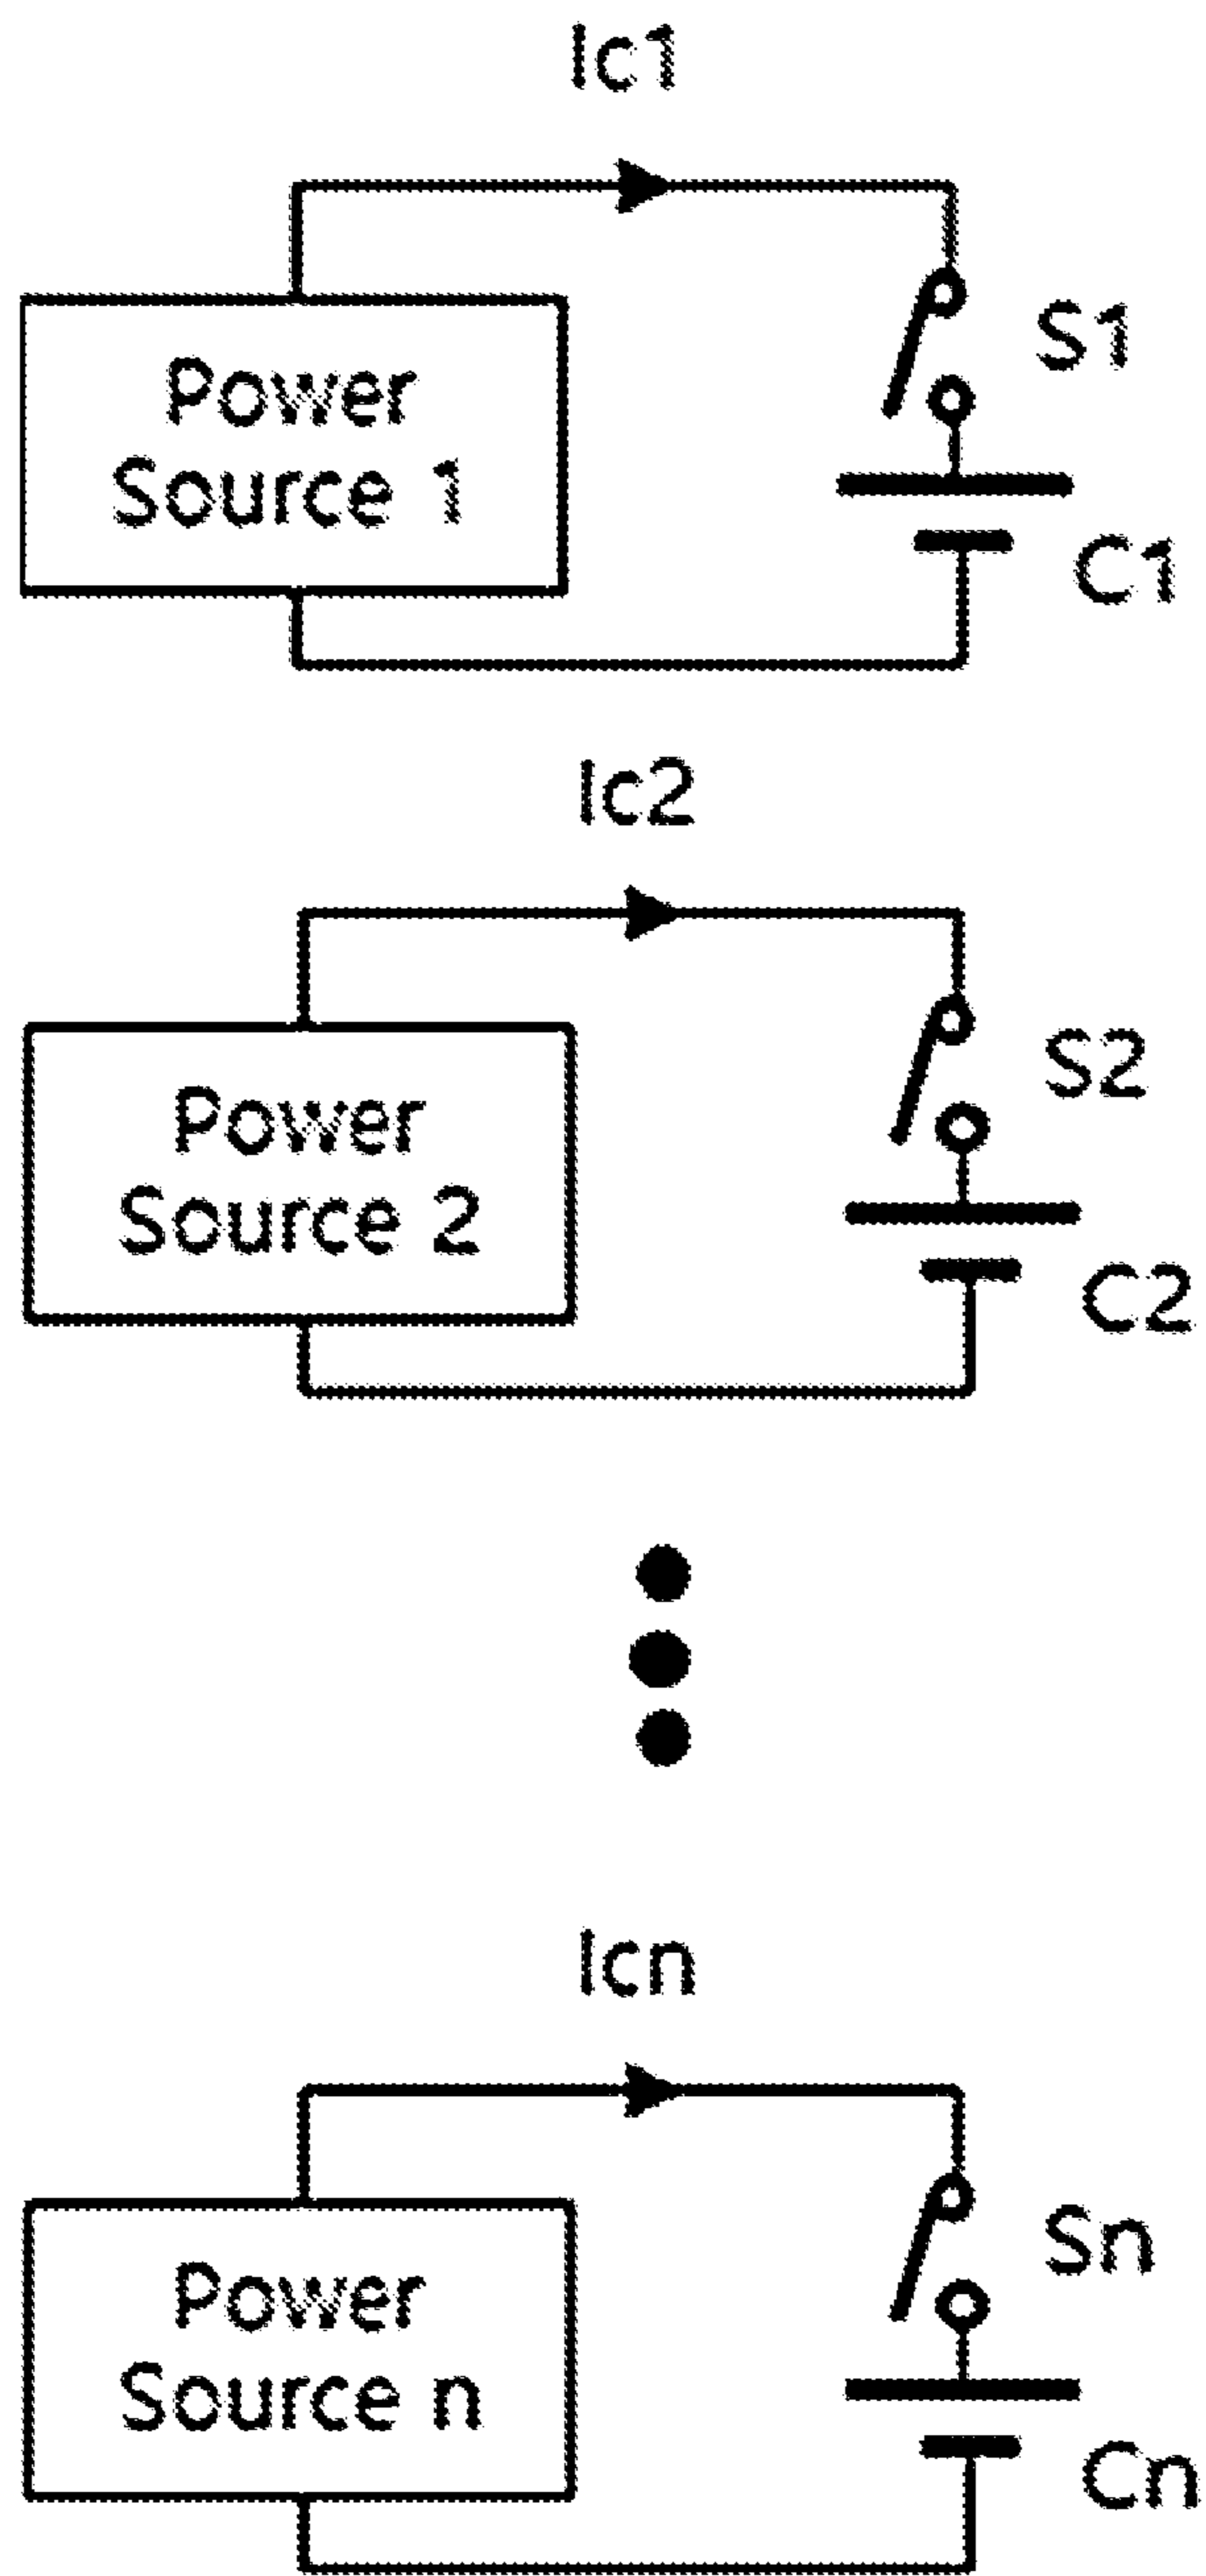 Ic1
Power
Source 1
S1
C1
Ic2
Power
Source 2
S2
C2
Icn
Power
Source n
Sn
Cn